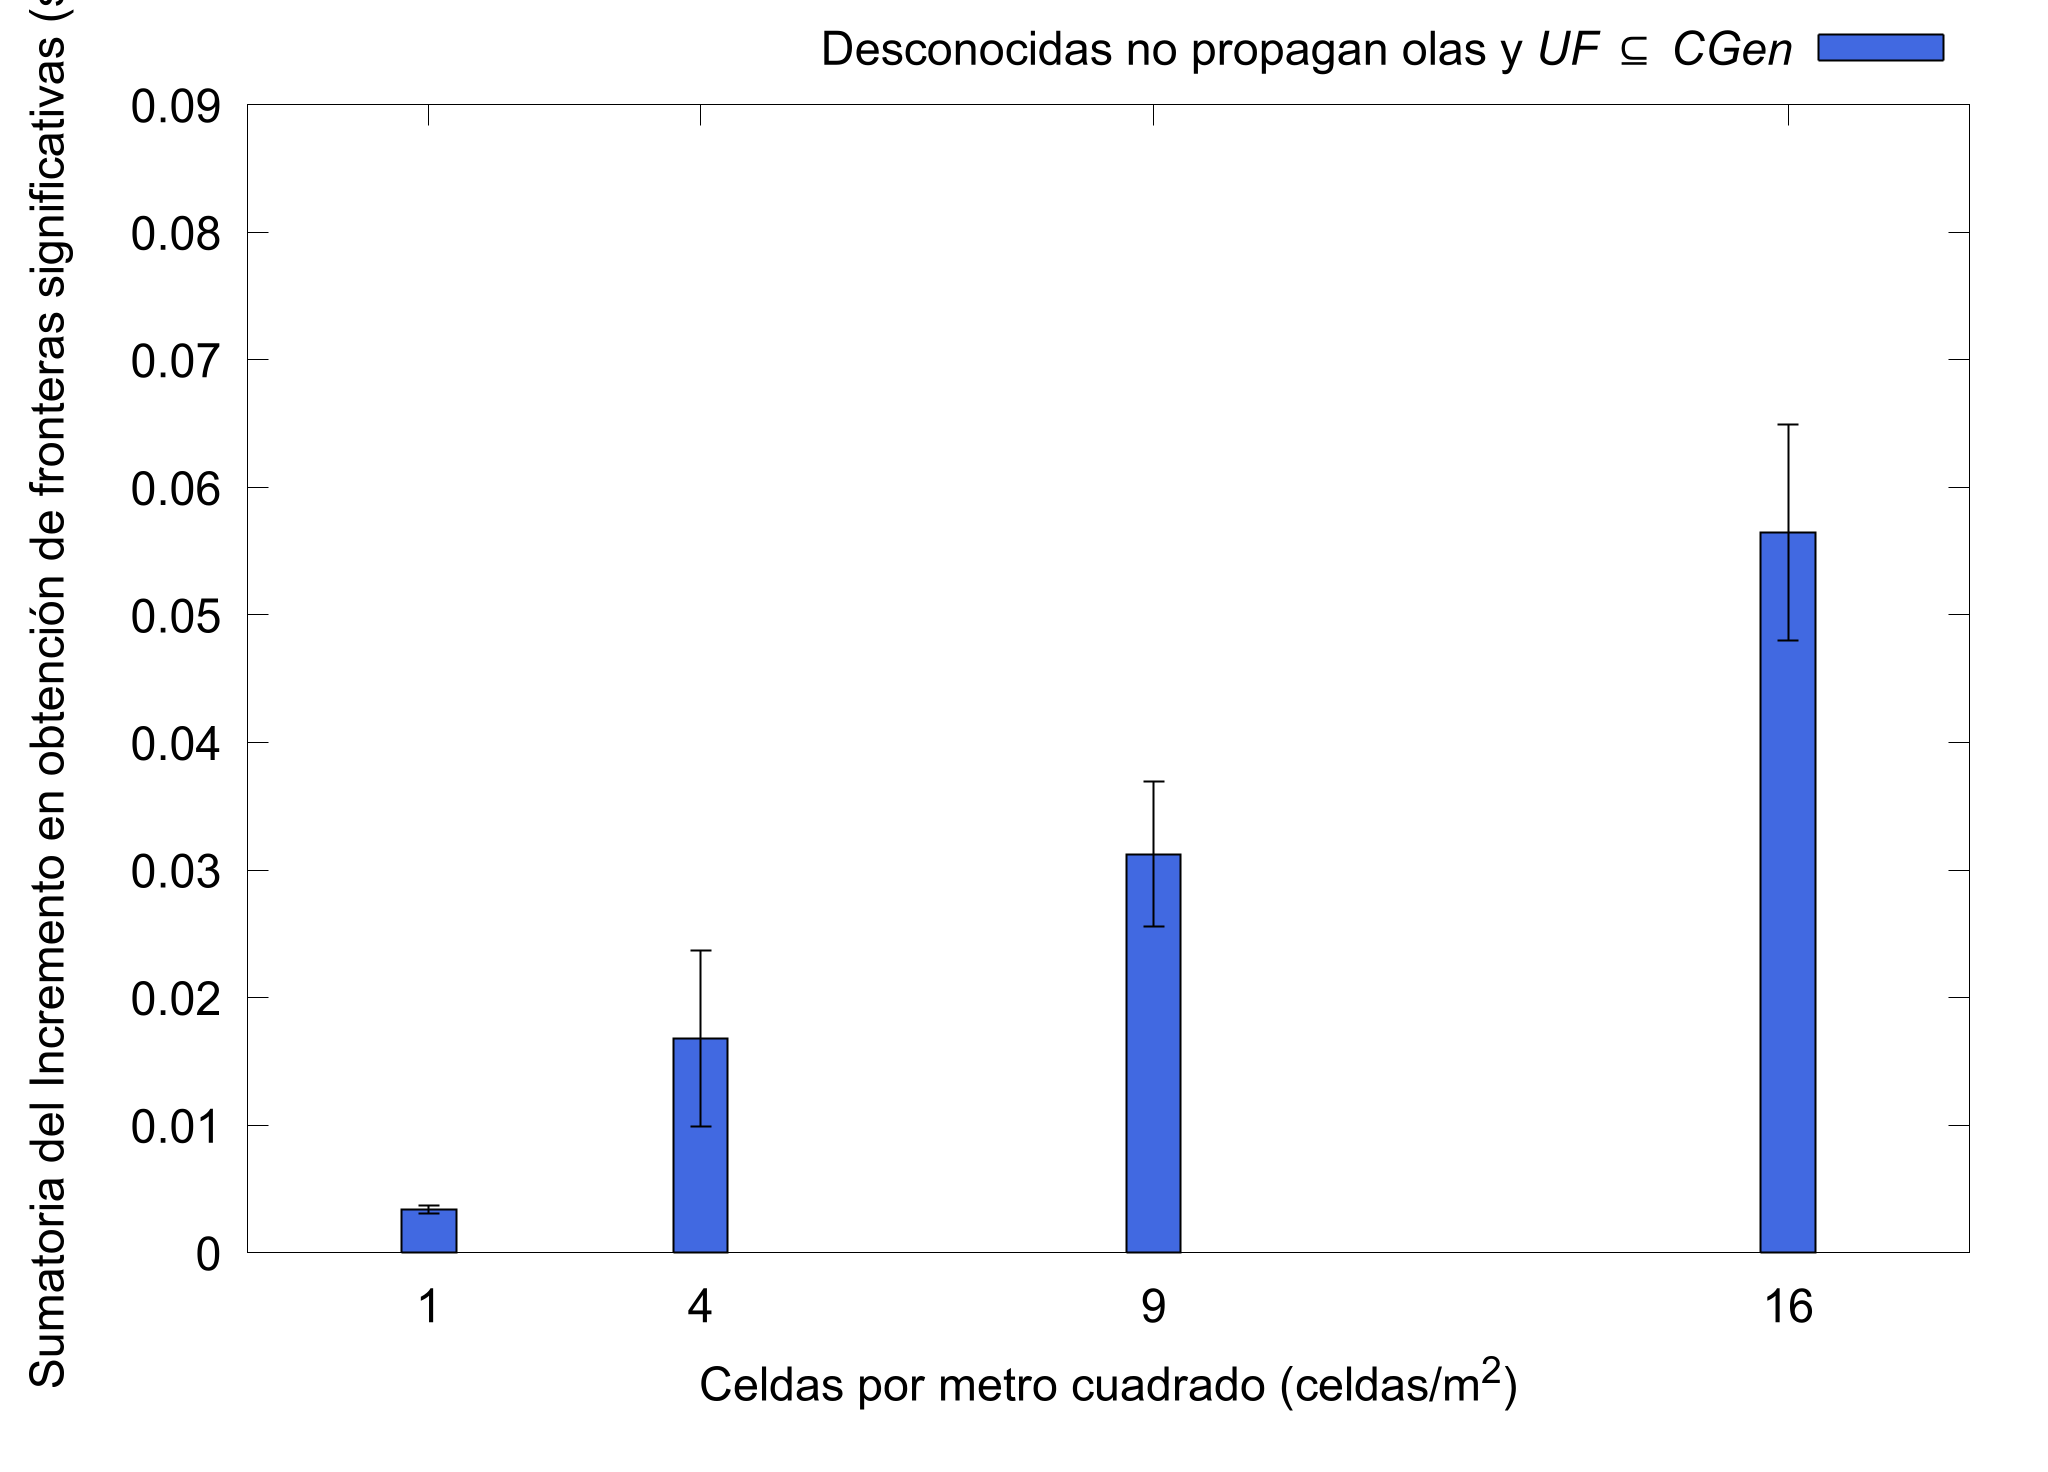 Desconocidas no propagan olas y UF ⊆ CGen
Sumatoria del Incremento en obtención de fronteras significativas (s
0.09
0.08
0.07
0.06
0.05
0.04
0.03
0.02
0.01
0
1 4 9 16
Celdas por metro cuadrado (celdas/m²)